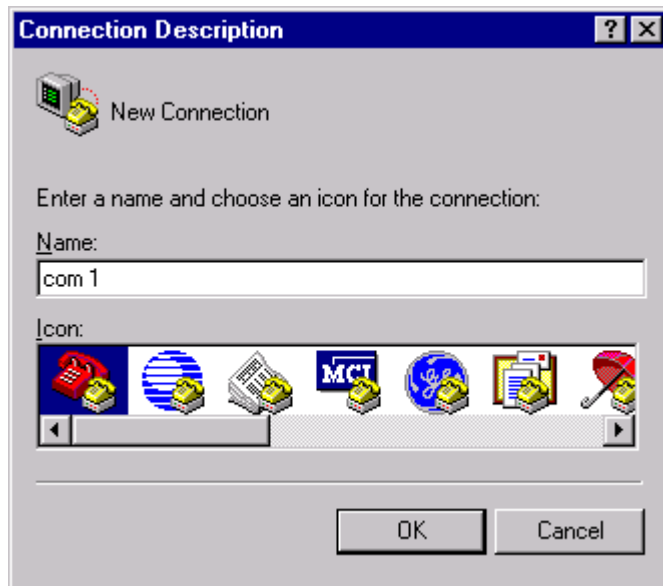 Connection Description
New Connection
Enter a name and choose an icon for the connection:
Name:
com 1
Icon:
MCI
OK Cancel